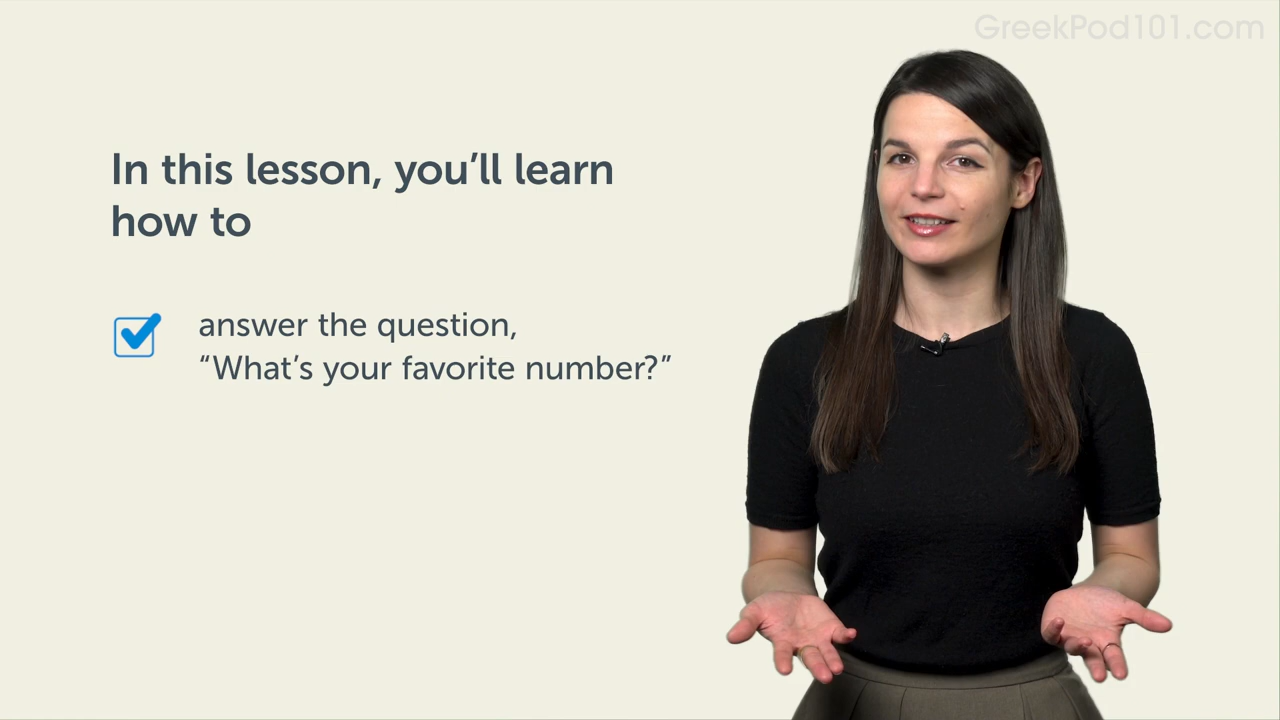 GreekPod101.com
In this lesson, you’ll learn
how to
answer the question,
“What’s your favorite number?”